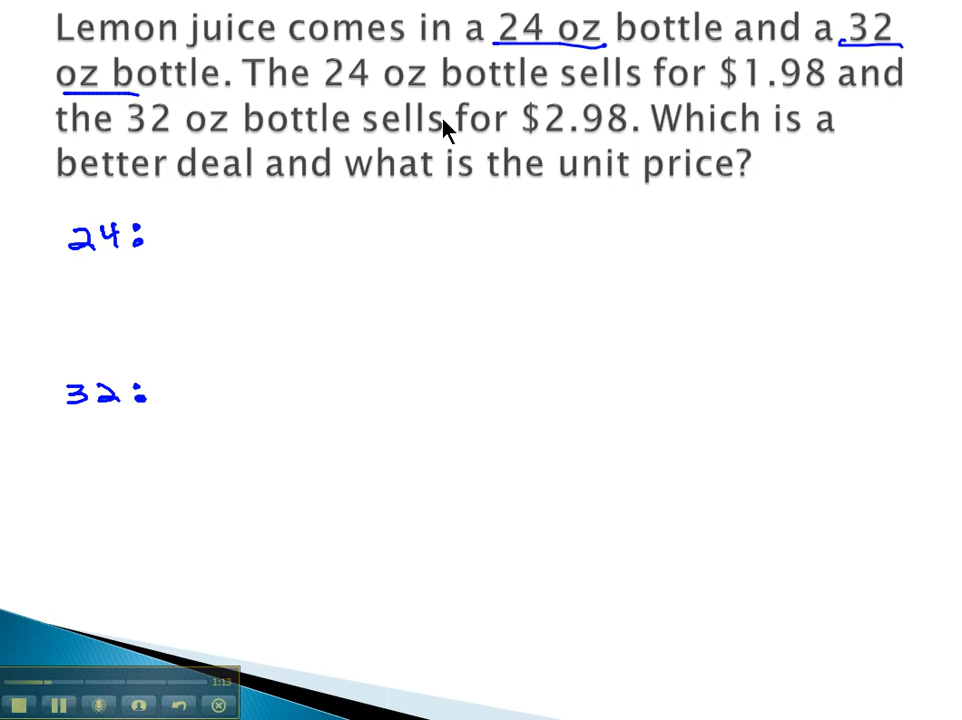 Lemon juice comes in a 24 oz bottle and a 32
oz bottle. The 24 oz bottle sells for $1.98 and
the 32 oz bottle sells for $2.98. Which is a
better deal and what is the unit price?
24:
32:
1:13